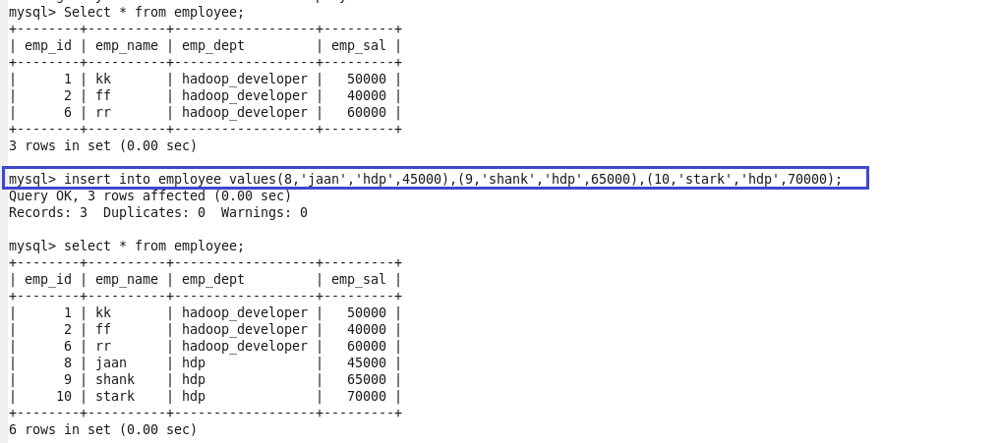 mysql> Select * from employee;
+--------+----------+------------------+---------+
| emp_id | emp_name | emp_dept         | emp_sal |
+--------+----------+------------------+---------+
|      1 | kk       | hadoop_developer |   50000 |
|      2 | ff       | hadoop_developer |   40000 |
|      6 | rr       | hadoop_developer |   60000 |
+--------+----------+------------------+---------+
3 rows in set (0.00 sec)
mysql> insert into employee values(8,'jaan','hdp',45000),(9,'shank','hdp',65000),(10,'stark','hdp',70000);
Query OK, 3 rows affected (0.00 sec)
Records: 3  Duplicates: 0  Warnings: 0
mysql> select * from employee;
+--------+----------+------------------+---------+
| emp_id | emp_name | emp_dept         | emp_sal |
+--------+----------+------------------+---------+
|      1 | kk       | hadoop_developer |   50000 |
|      2 | ff       | hadoop_developer |   40000 |
|      6 | rr       | hadoop_developer |   60000 |
|      8 | jaan     | hdp              |   45000 |
|      9 | shank    | hdp              |   65000 |
|     10 | stark    | hdp              |   70000 |
+--------+----------+------------------+---------+
6 rows in set (0.00 sec)